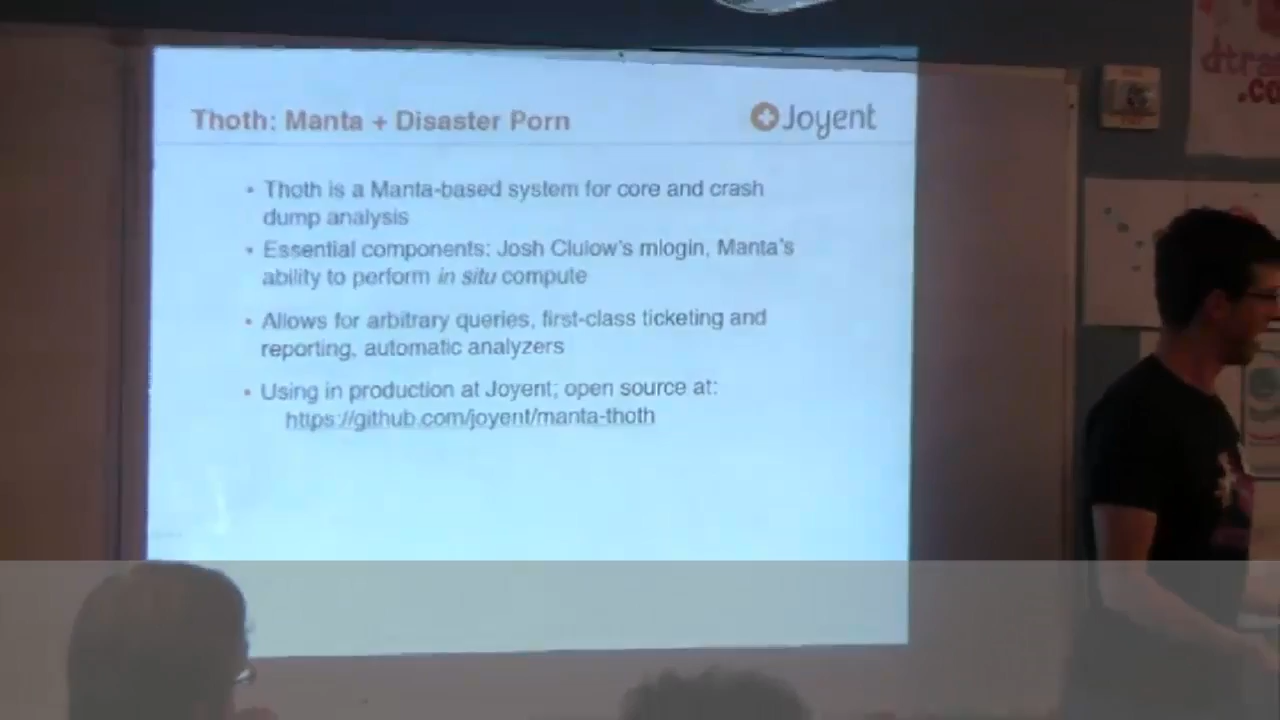 Thoth: Manta + Disaster Porn
Joyent
• Thoth is a Manta-based system for core and crash
dump analysis
• Essential components: Josh Clulow's mlogin, Manta's
ability to perform in situ compute
• Allows for arbitrary queries, first-class ticketing and
reporting, automatic analyzers
• Using in production at Joyent; open source at:
https://github.com/joyent/manta-thoth
dtra
.co